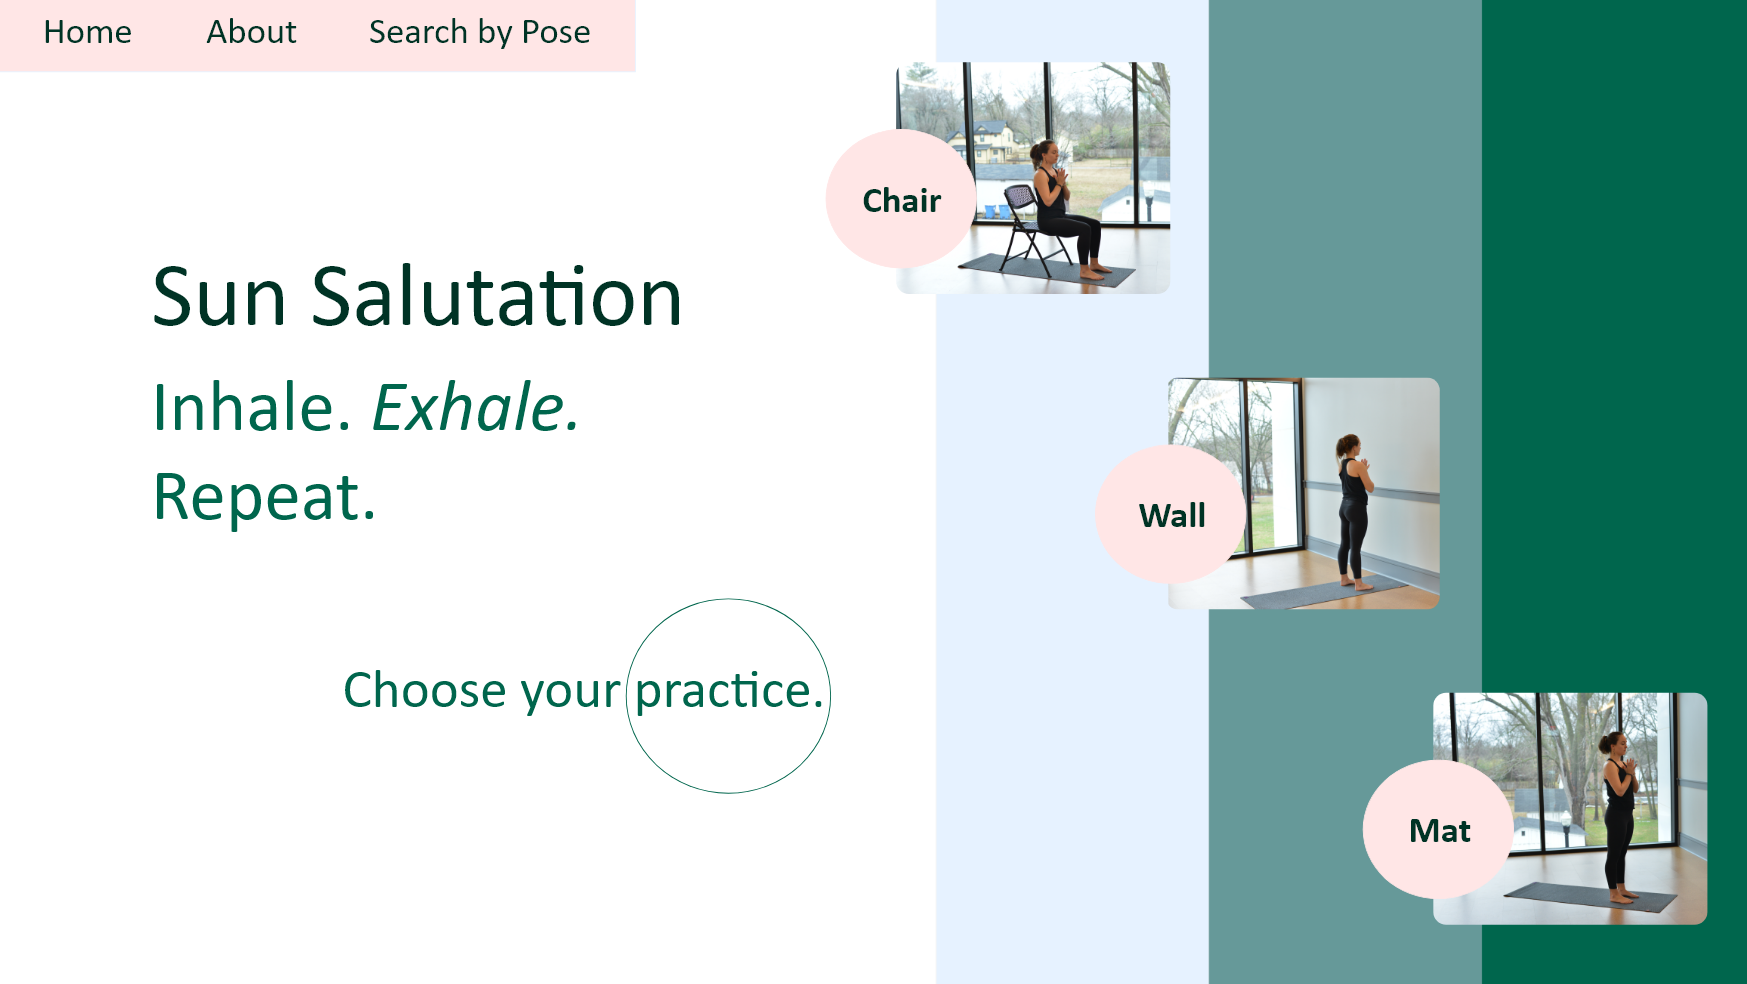 Home About Search by Pose
Chair
Sun Salutation
Inhale. Exhale.
Repeat.
Wall
Choose your practice.
Mat